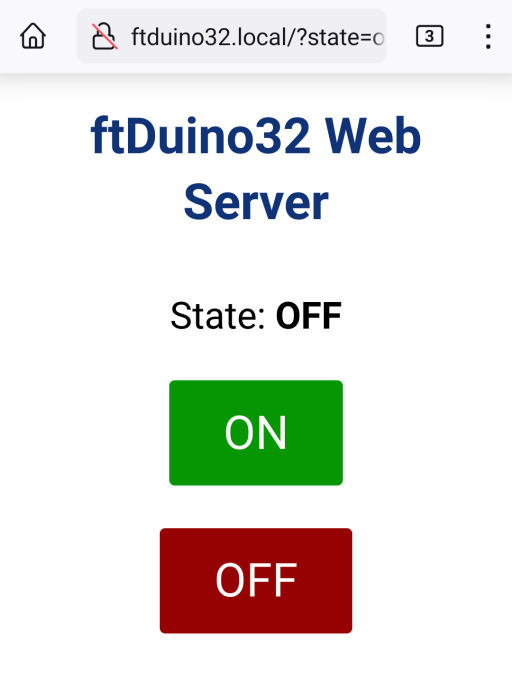 ftduino32.local/?state=o
3
ftDuino32 Web
Server
State: OFF
ON
OFF